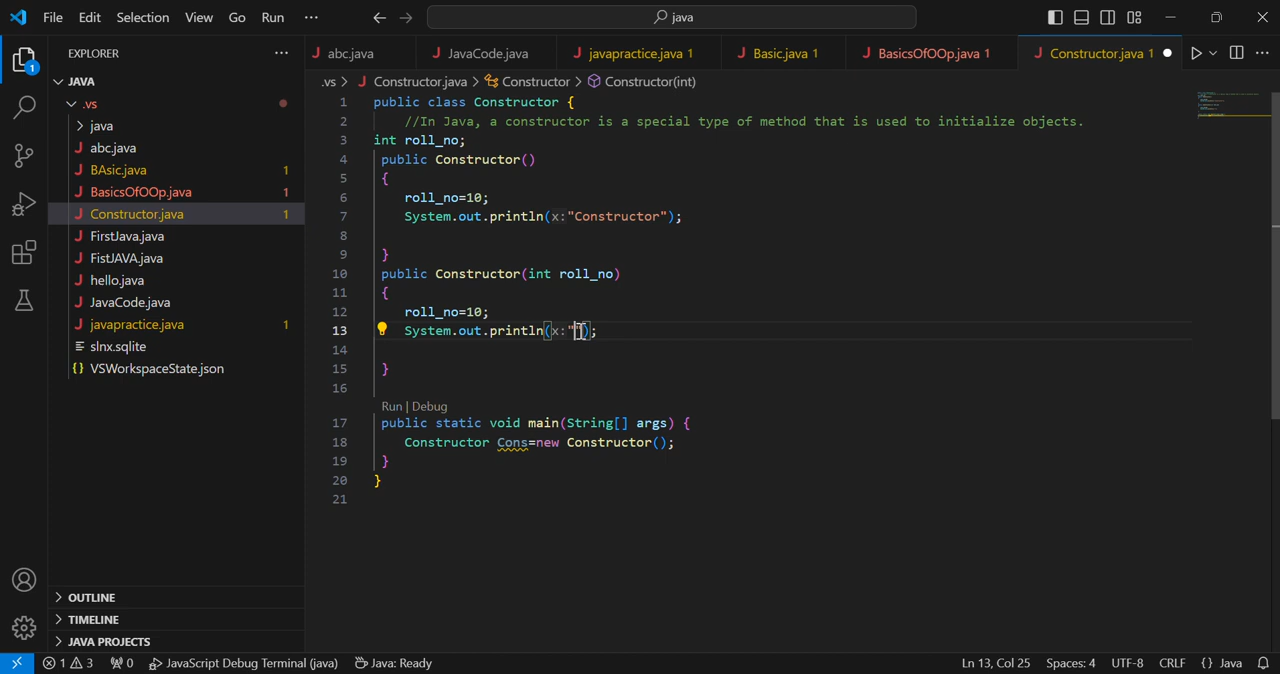 File Edit Selection View Go Run ··· java
EXPLORER ···
JAVA
.vs
java
abc.java
BAsic.java 1
BasicsOfOOp.java 1
Constructor.java 1
FirstJava.java
FistJAVA.java
hello.java
JavaCode.java
javapractice.java 1
slnx.sqlite
{} VSWorkspaceState.json
OUTLINE
TIMELINE
JAVA PROJECTS
abc.java JavaCode.java javapractice.java 1 Basic.java 1 BasicsOfOOp.java 1 Constructor.java 1
.vs > Constructor.java > Constructor > Constructor(int)
1 public class Constructor {
2 //In Java, a constructor is a special type of method that is used to initialize objects.
3 int roll_no;
4 public Constructor()
5 {
6 roll_no=10;
7 System.out.println(x:"Constructor");
8
9 }
10 public Constructor(int roll_no)
11 {
12 roll_no=10;
13 System.out.println(x:"");
14
15 }
16
Run | Debug
17 public static void main(String[] args) {
18 Constructor Cons=new Constructor();
19 }
20 }
21
1 3 0 JavaScript Debug Terminal (java) Java: Ready Ln 13, Col 25 Spaces: 4 UTF-8 CRLF {} Java